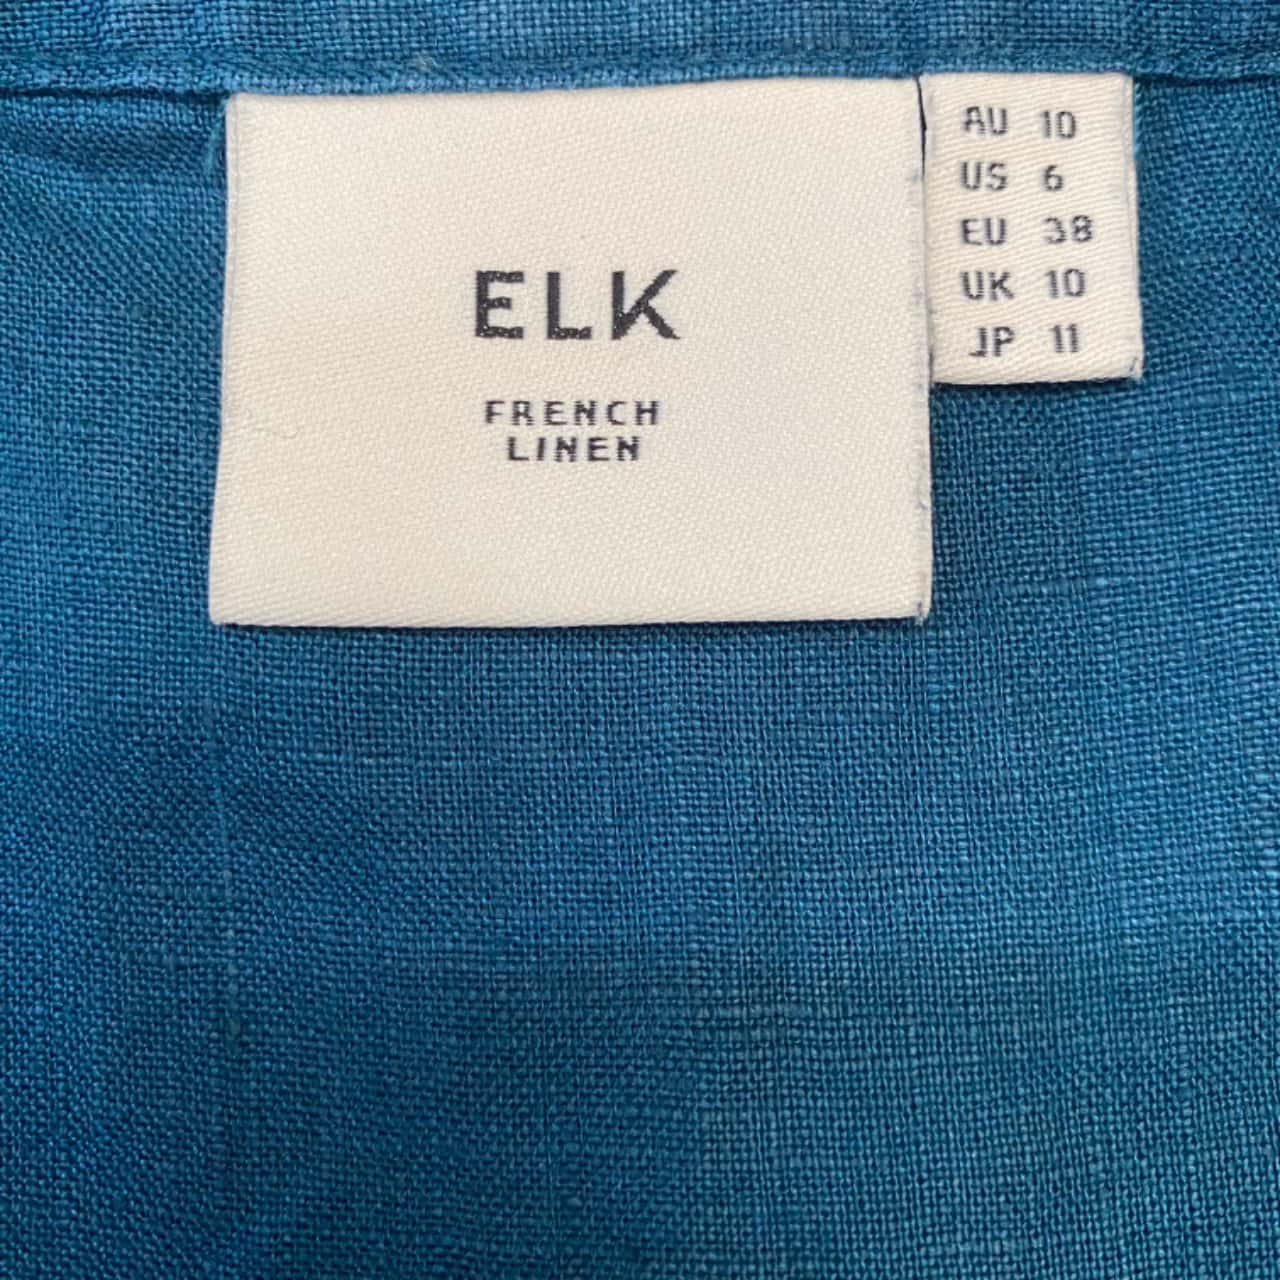 ELK
FRENCH
LINEN
AU 10
US 6
EU 38
UK 10
JP 11